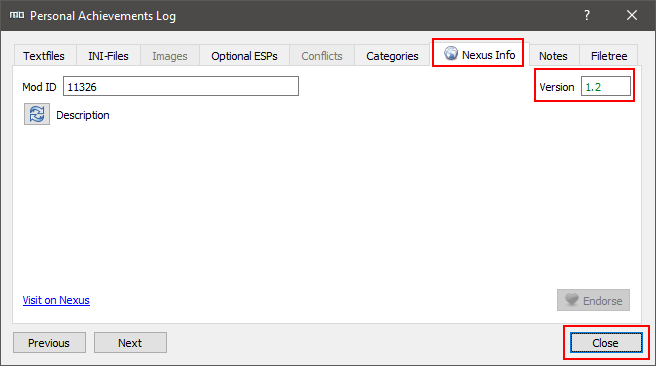 Personal Achievements Log
Textfiles INI-Files Images Optional ESPs Conflicts Categories Nexus Info Notes Filetree
Mod ID 11326 Version 1.2
Description
Visit on Nexus Endorse
Previous Next Close